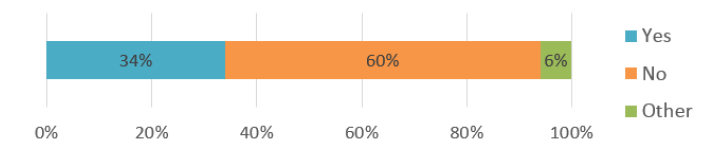 34% 60% 6%
0% 20% 40% 60% 80% 100%
Yes
No
Other